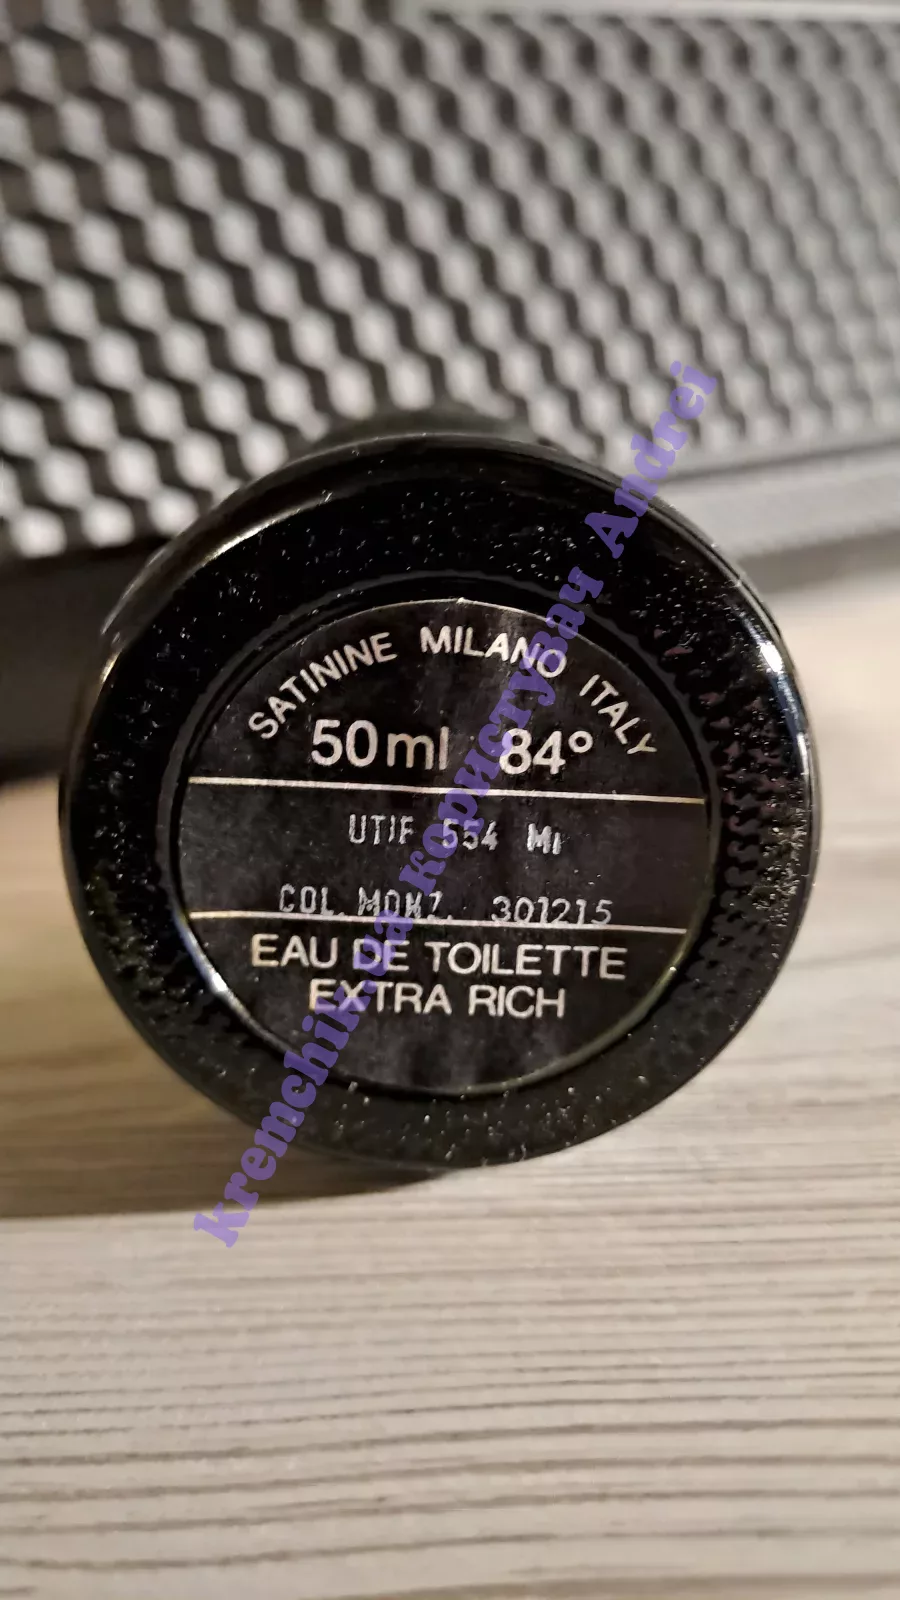 SATININE MILANO ITALY
50ml 84°
UTIF 554 Mi
COL. MONZ. 301215
EAU DE TOILETTE
EXTRA RICH
kremchik.ua користувач Andrei